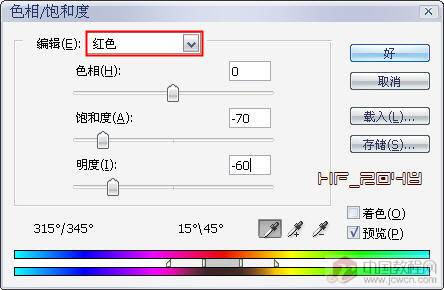 色相/饱和度
编辑(E): 红色
好
取消
色相(H): 0
饱和度(A): -70
载入(L)...
明度(I): -60
存储(S)...
HF_2048
315°/345° 15°\45°
着色(O)
预览(P)
中国教程网
www.jcwcn.com